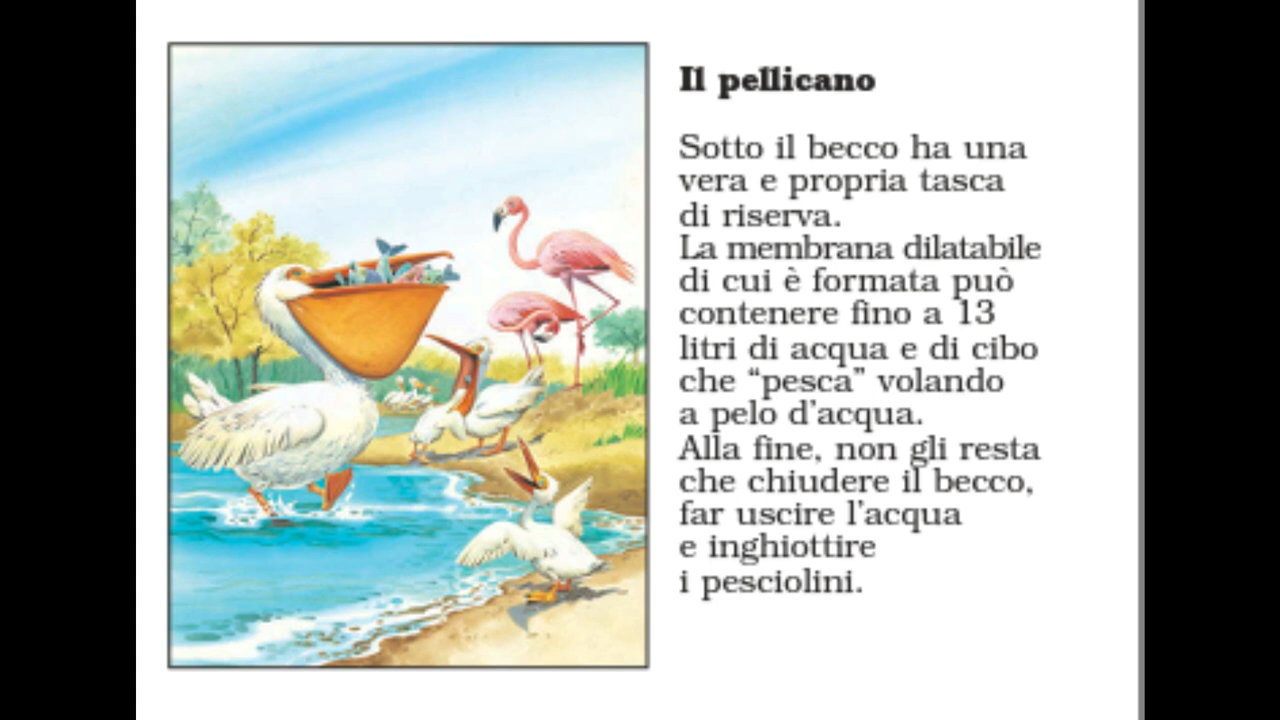 Il pellicano
Sotto il becco ha una
vera e propria tasca
di riserva.
La membrana dilatabile
di cui è formata può
contenere fino a 13
litri di acqua e di cibo
che “pesca” volando
a pelo d’acqua.
Alla fine, non gli resta
che chiudere il becco,
far uscire l’acqua
e inghiottire
i pesciolini.